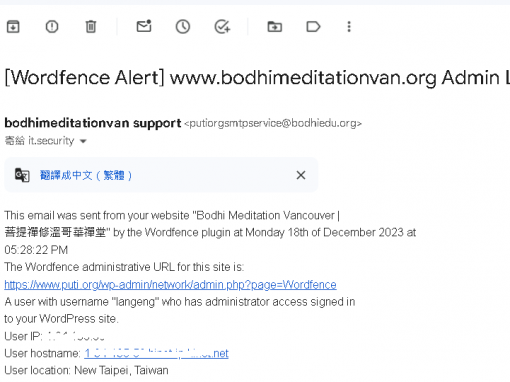 [Wordfence Alert] www.bodhimeditationvan.org Admin L
bodhimeditationvan support <putiorgsmtpservice@bodhiedu.org>
寄給 it.security
翻譯成中文（繁體）
This email was sent from your website "Bodhi Meditation Vancouver |
菩提禪修溫哥華禪堂" by the Wordfence plugin at Monday 18th of December 2023 at
05:28:22 PM
The Wordfence administrative URL for this site is:
https://www.puti.org/wp-admin/network/admin.php?page=Wordfence
A user with username "langeng" who has administrator access signed in
to your WordPress site.
User IP:
User hostname:
User location: New Taipei, Taiwan